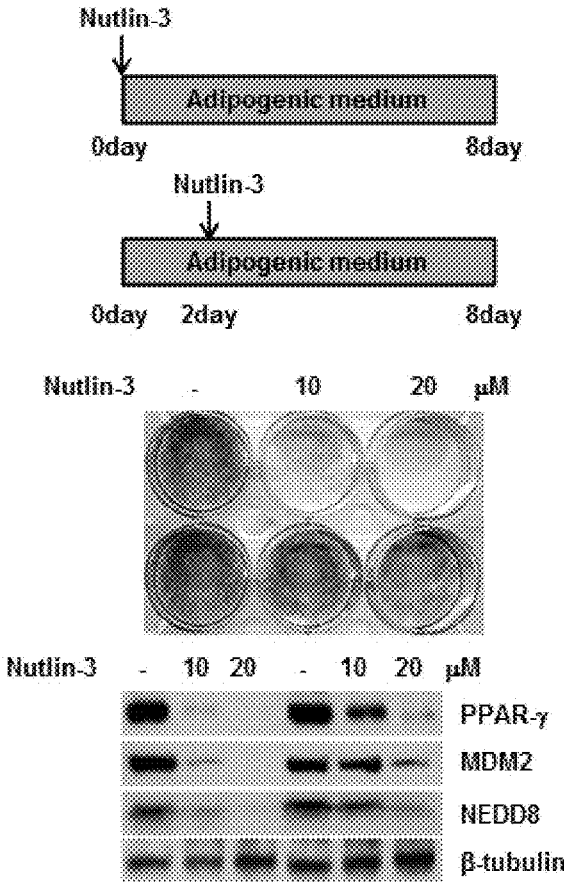 Nutlin-3
Adipogenic medium
0day 8day
Nutlin-3
Adipogenic medium
0day 2day 8day
Nutlin-3 - 10 20 μM
Nutlin-3 - 10 20 - 10 20 μM
PPAR-γ
MDM2
NEDD8
β-tubulin